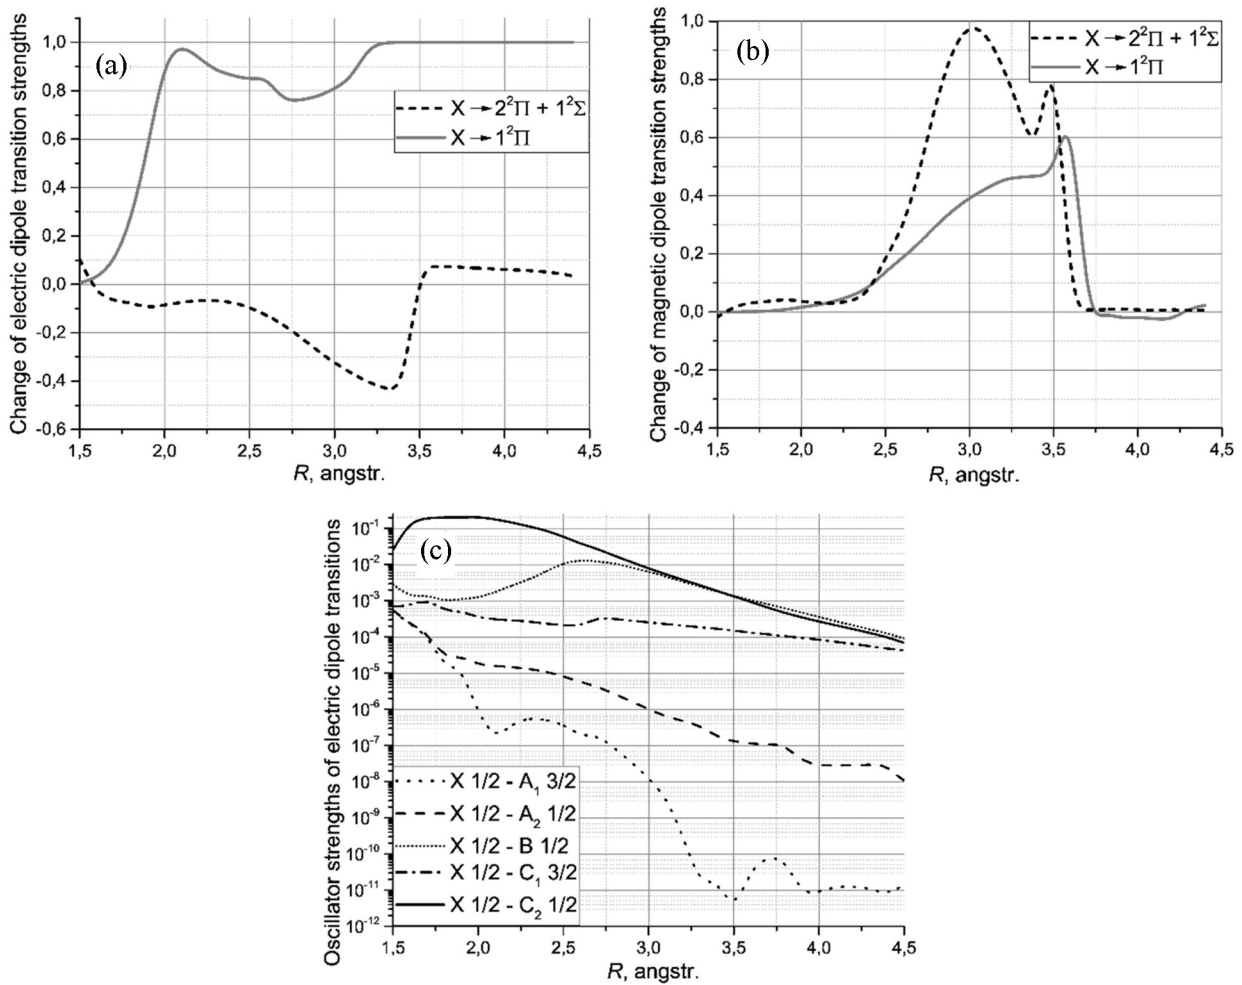 Change of electric dipole transition strengths
(a)
1,0
0,8
0,6
0,4
0,2
0,0
-0,2
-0,4
-0,6
X → 2²Π + 1²Σ
X → 1²Π
1,5 2,0 2,5 3,0 3,5 4,0 4,5
R, angstr.
Change of magnetic dipole transition strengths
(b)
1,0
0,8
0,6
0,4
0,2
0,0
-0,2
-0,4
X → 2²Π + 1²Σ
X → 1²Π
1,5 2,0 2,5 3,0 3,5 4,0 4,5
R, angstr.
Oscillator strengths of electric dipole transitions
(c)
10⁻¹
10⁻²
10⁻³
10⁻⁴
10⁻⁵
10⁻⁶
10⁻⁷
10⁻⁸
10⁻⁹
10⁻¹⁰
10⁻¹¹
10⁻¹²
X 1/2 - A₁ 3/2
X 1/2 - A₂ 1/2
X 1/2 - B 1/2
X 1/2 - C₁ 3/2
X 1/2 - C₂ 1/2
1,5 2,0 2,5 3,0 3,5 4,0 4,5
R, angstr.